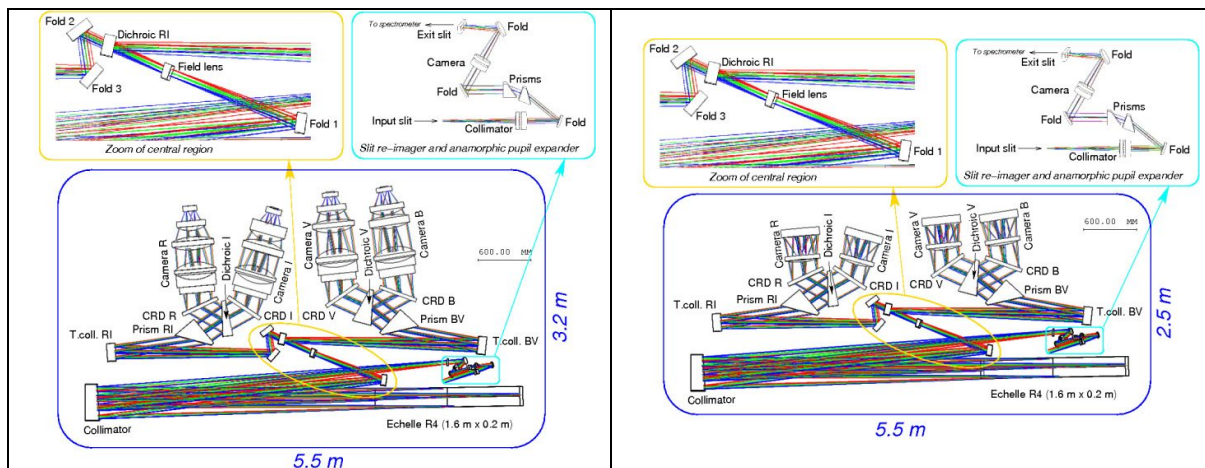 Fold 2
Dichroic RI
Field lens
Fold 3
Fold 1
Zoom of central region
To spectrometer
Exit slit
Fold
Camera
Prisms
Fold
Input slit
Collimator
Fold
Slit re-imager and anamorphic pupil expander
Camera R
Dichroic I
Camera I
Camera V
Dichroic V
Camera B
600.00 MM
CRD R
Prism RI
CRD I
CRD V
CRD B
Prism BV
T.coll. RI
T.coll. BV
Collimator
Echelle R4 (1.6 m x 0.2 m)
3.2 m
5.5 m
Fold 2
Dichroic RI
Field lens
Fold 3
Fold 1
Zoom of central region
To spectrometer
Exit slit
Fold
Camera
Prisms
Fold
Input slit
Collimator
Fold
Slit re-imager and anamorphic pupil expander
Camera R
Dichroic I
Camera I
Camera V
Dichroic V
Camera B
600.00 MM
CRD R
Prism RI
CRD I
CRD V
CRD B
Prism BV
T.coll. RI
T.coll. BV
Collimator
Echelle R4 (1.6 m x 0.2 m)
2.5 m
5.5 m